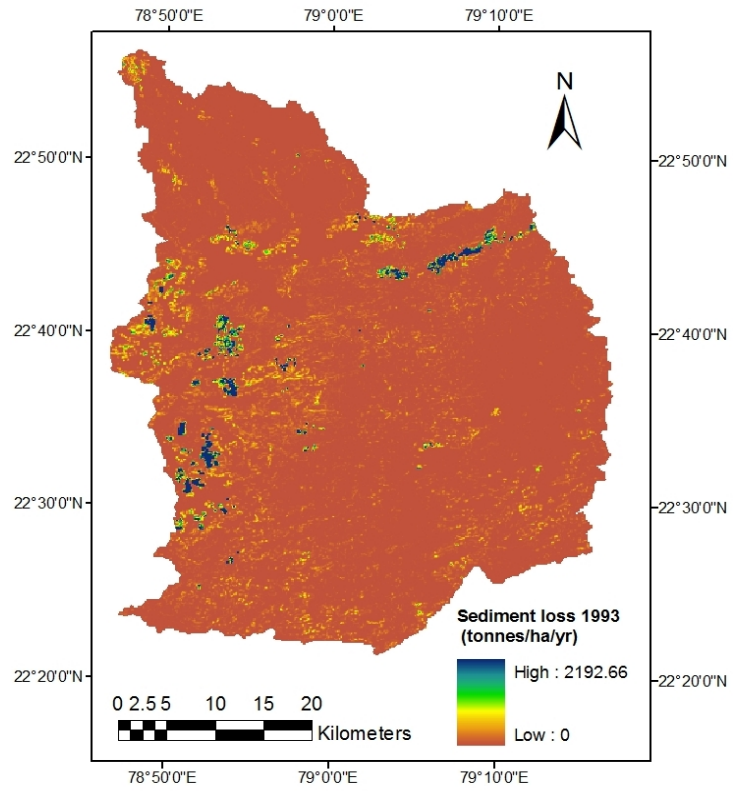 78°50'0"E 79°0'0"E 79°10'0"E
N
22°50'0"N 22°50'0"N
22°40'0"N 22°40'0"N
22°30'0"N 22°30'0"N
Sediment loss 1993
(tonnes/ha/yr)
High : 2192.66
22°20'0"N 22°20'0"N
0 2.5 5 10 15 20
Kilometers
Low : 0
78°50'0"E 79°0'0"E 79°10'0"E